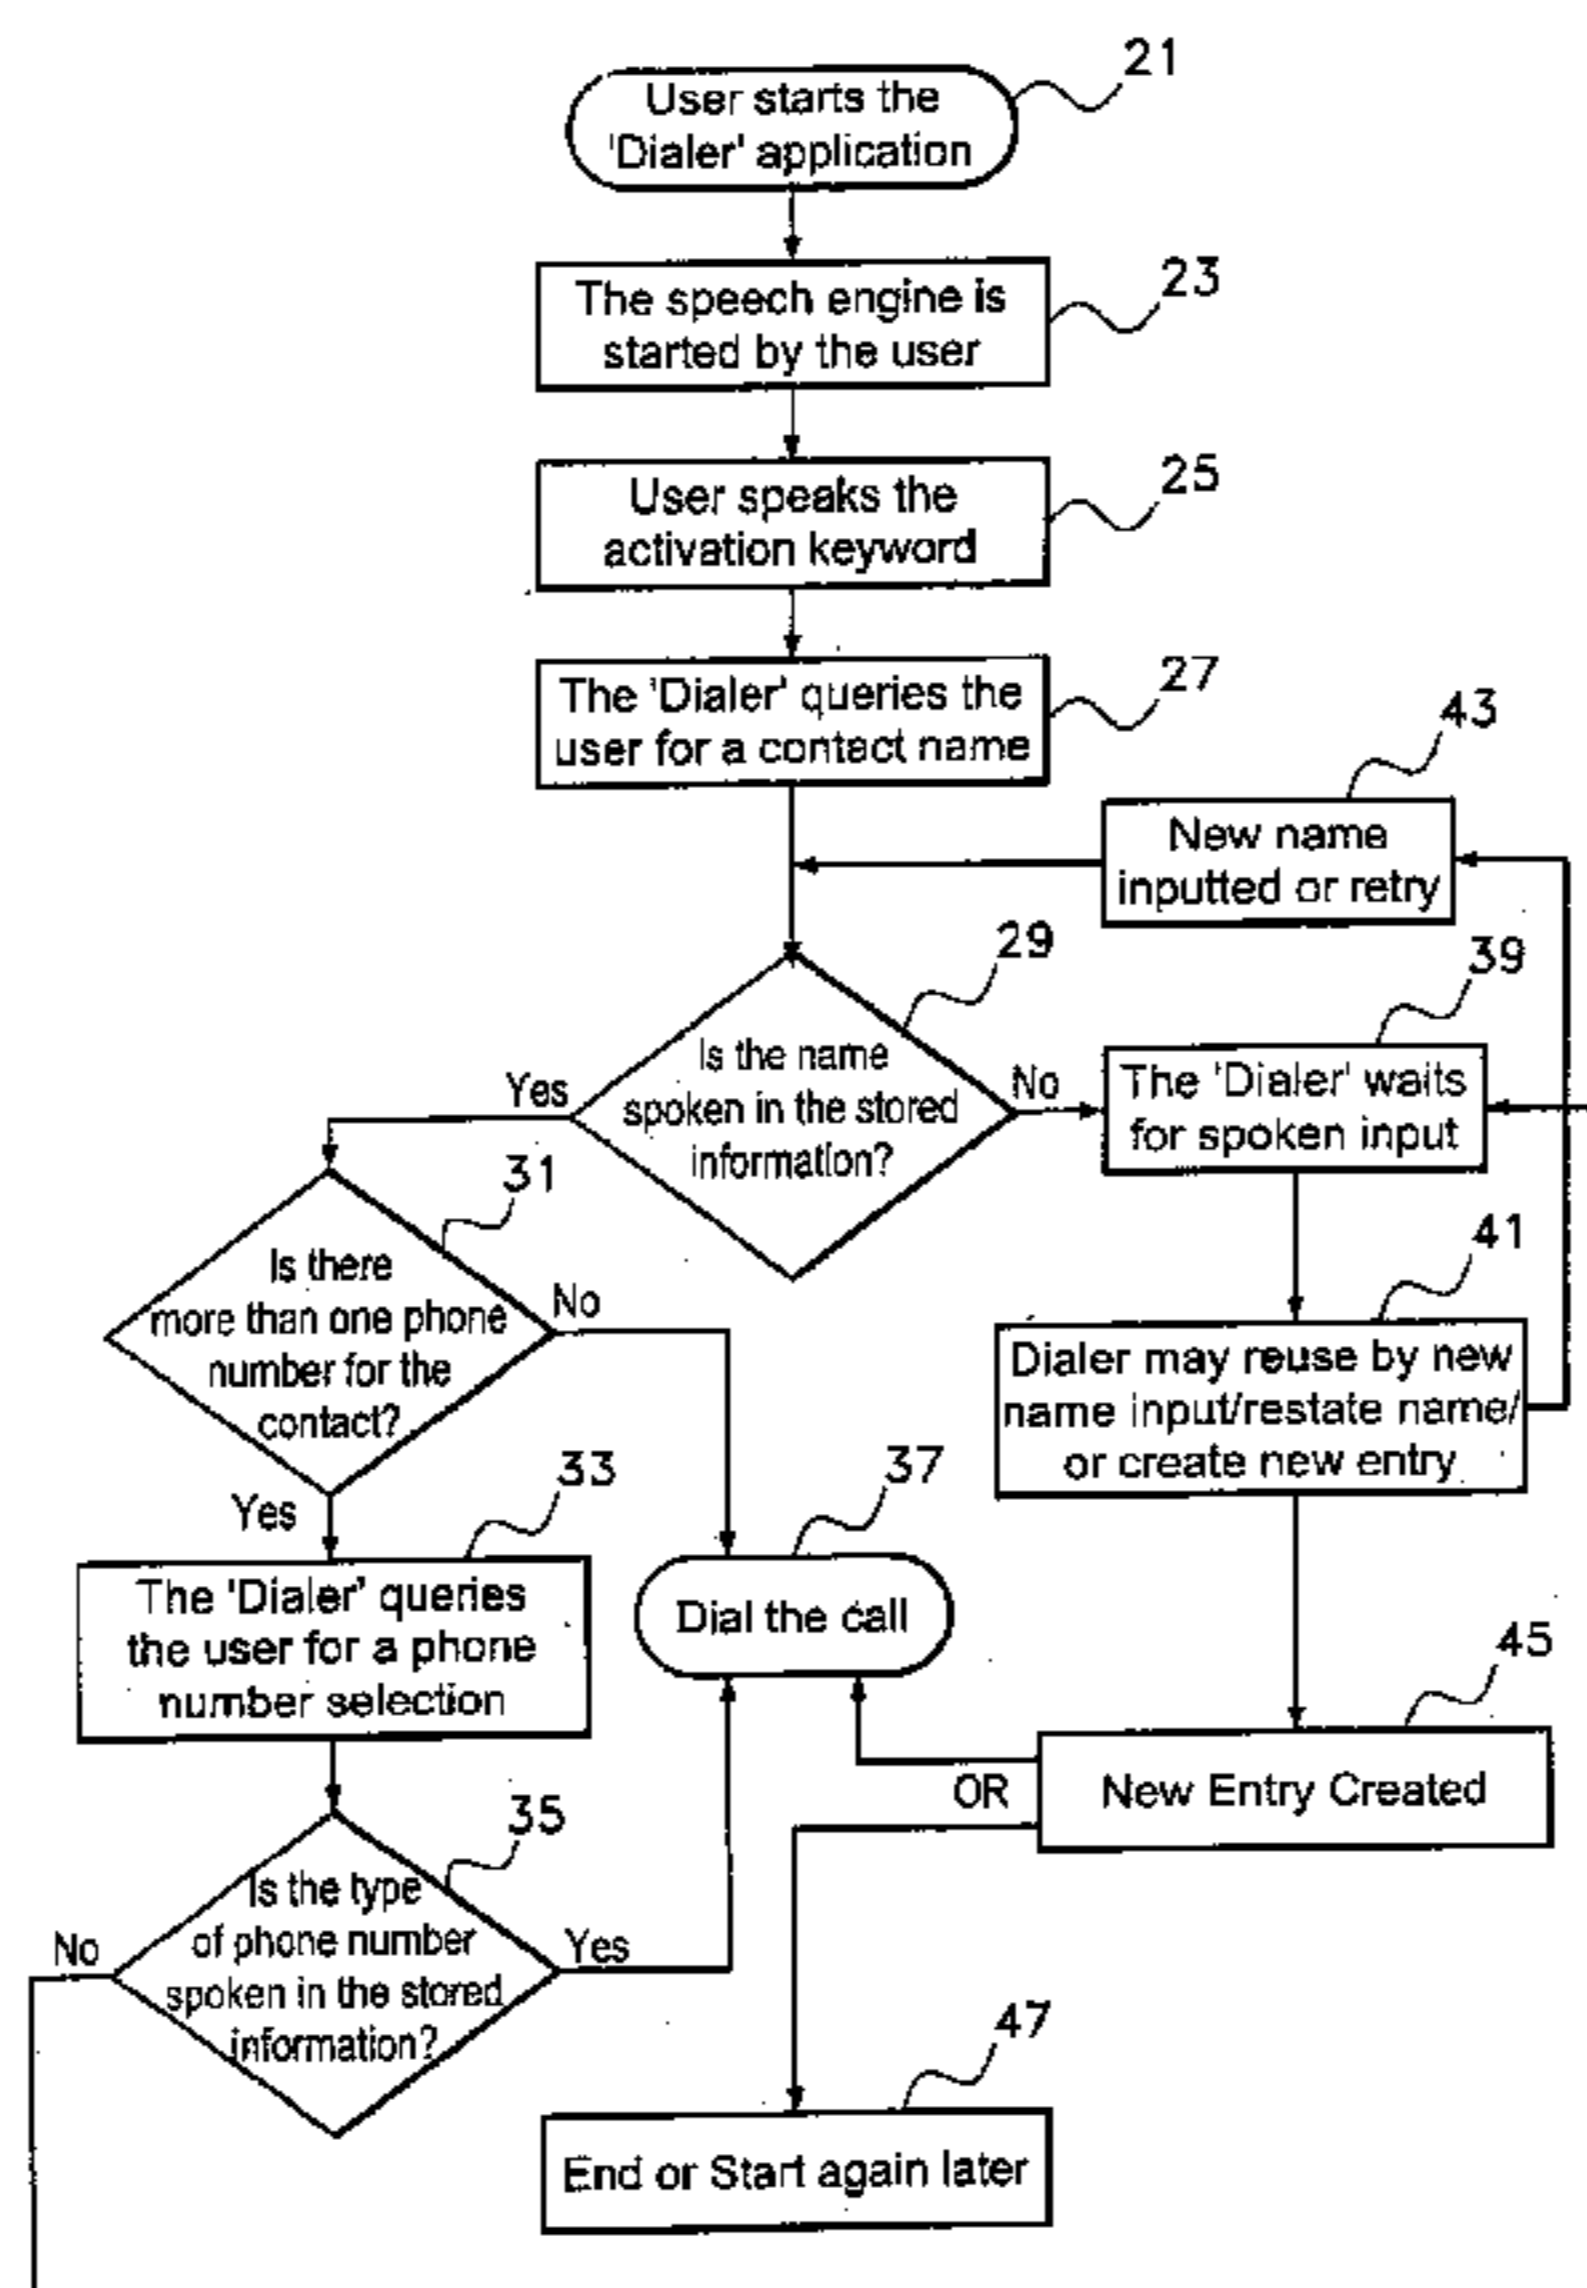 21
User starts the
'Dialer' application
23
The speech engine is
started by the user
25
User speaks the
activation keyword
27
The 'Dialer' queries the
user for a contact name
43
New name
inputted or retry
29
Is the name
spoken in the stored
information?
Yes
No
39
The 'Dialer' waits
for spoken input
31
Is there
more than one phone
number for the
contact?
No
Yes
41
Dialer may reuse by new
name input/restate name/
or create new entry
33
The 'Dialer' queries
the user for a phone
number selection
37
Dial the call
45
New Entry Created
OR
35
Is the type
of phone number
spoken in the stored
information?
No
Yes
47
End or Start again later